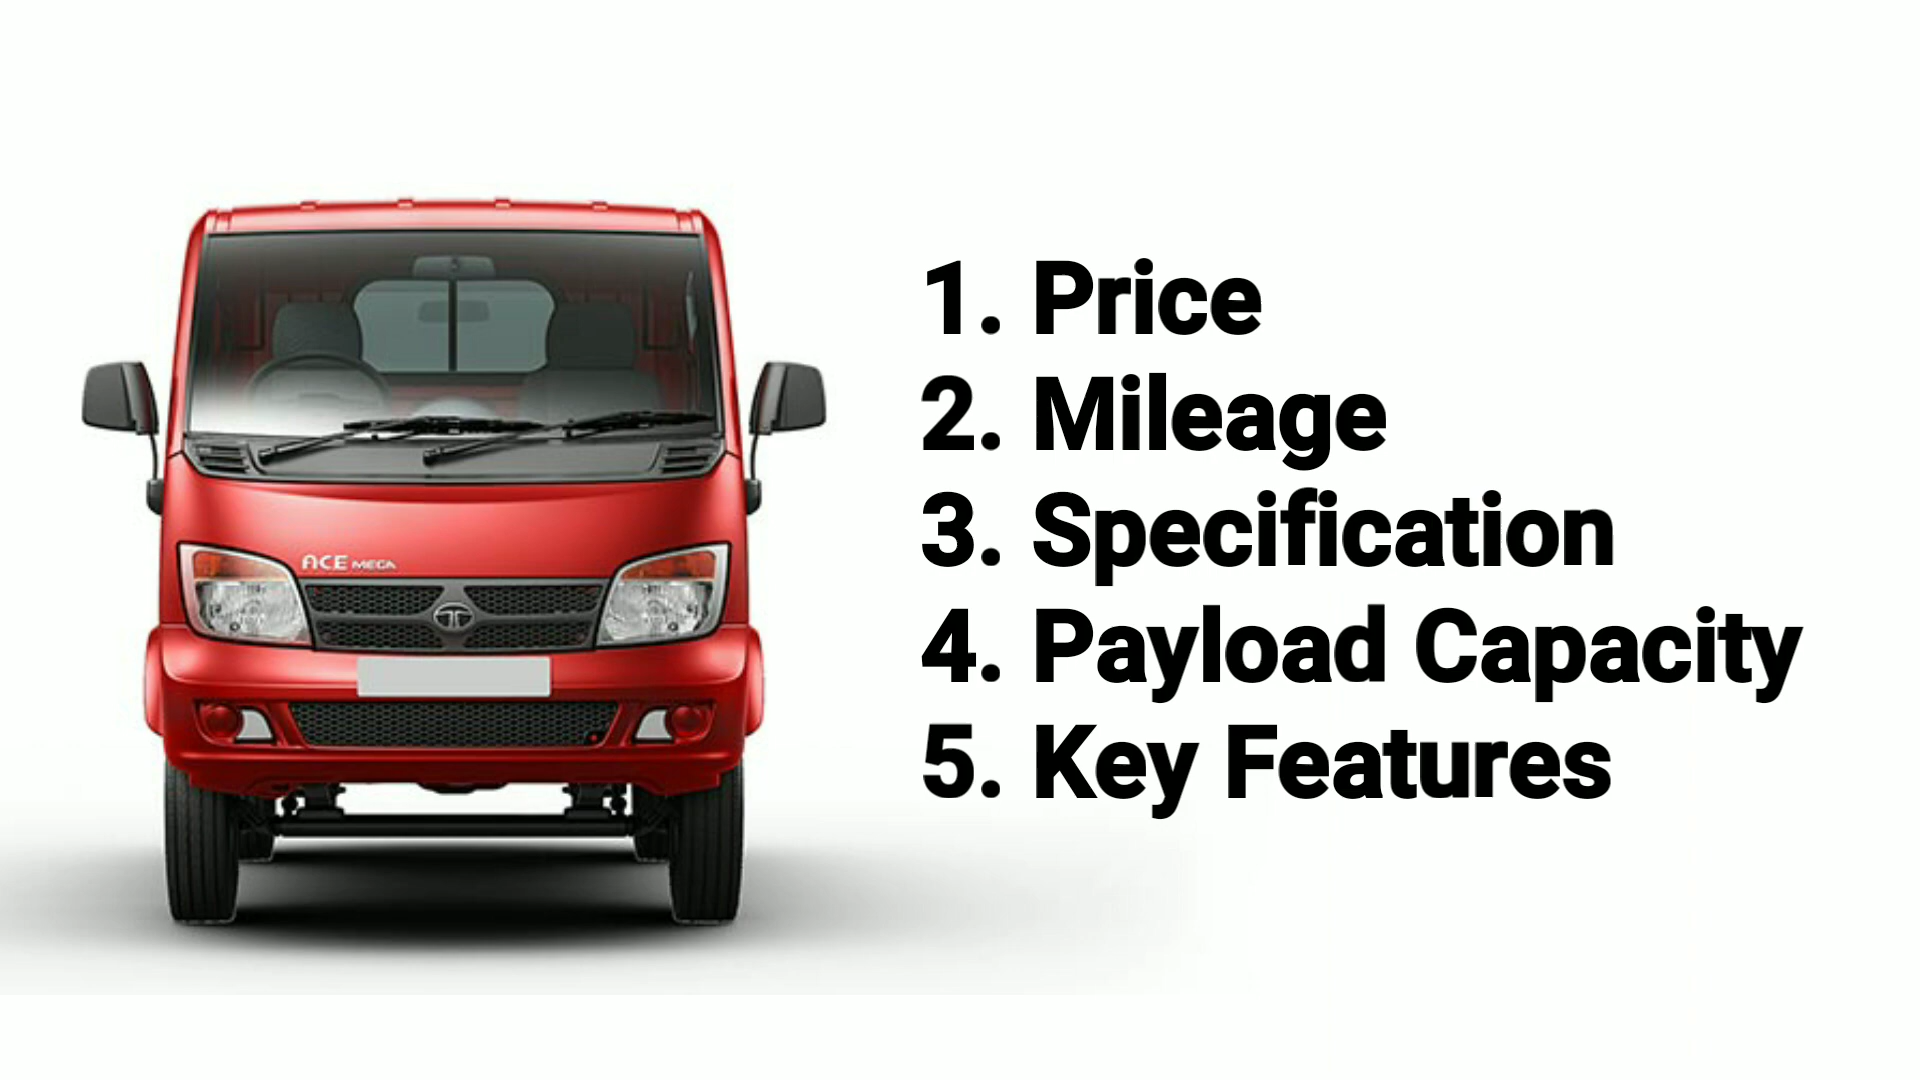 ACE MEGA
1. Price
2. Mileage
3. Specification
4. Payload Capacity
5. Key Features